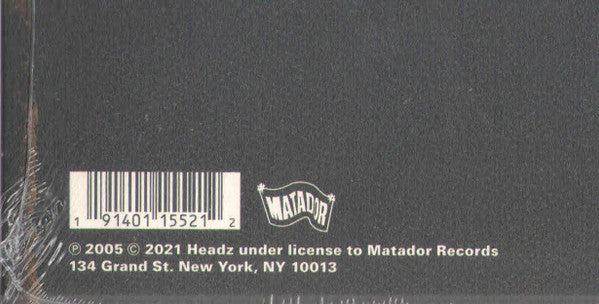 MATADOR
1 91401 15521 2
℗ 2005 © 2021 Headz under license to Matador Records
134 Grand St. New York, NY 10013